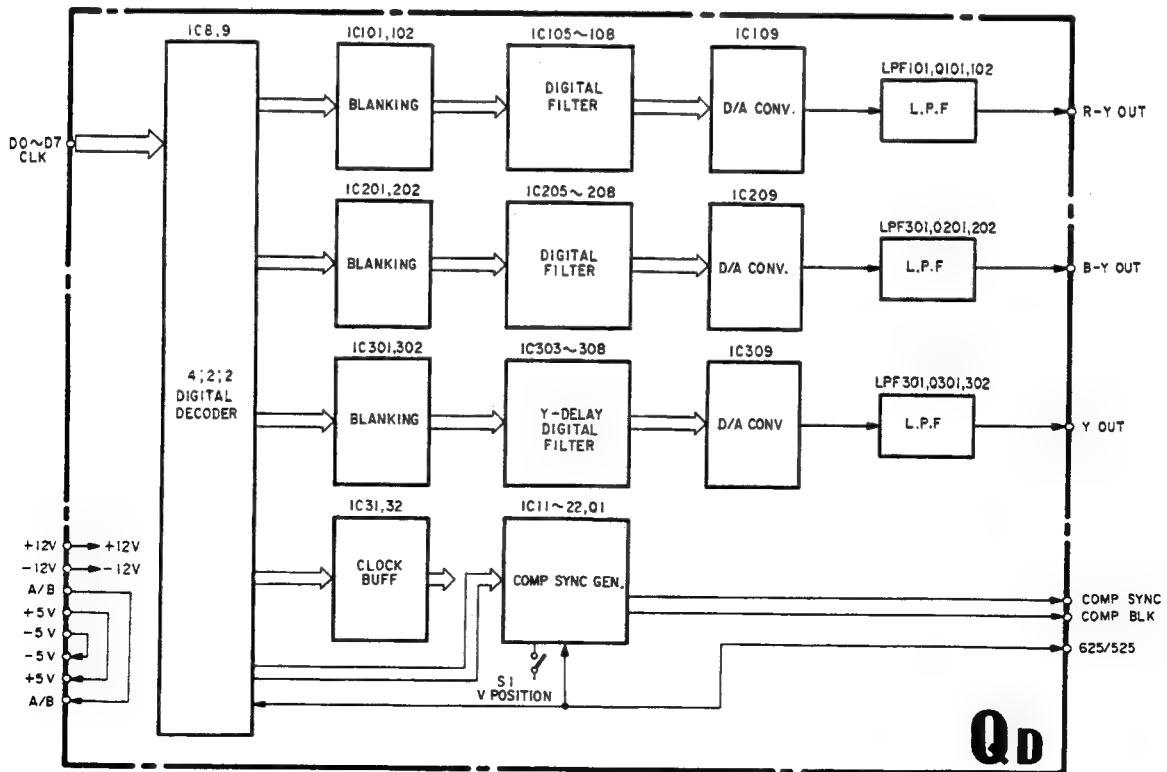 IC8,9
IC101,102
IC105~108
IC109
LPF101,Q101,102
BLANKING
DIGITAL
FILTER
D/A CONV.
L.P.F
R-Y OUT
D0~D7
CLK
IC201,202
IC205~208
IC209
LPF301,Q201,202
BLANKING
DIGITAL
FILTER
D/A CONV.
L.P.F
B-Y OUT
IC301,302
IC303~308
IC309
LPF301,Q301,302
4;2;2
DIGITAL
DECODER
BLANKING
Y-DELAY
DIGITAL
FILTER
D/A CONV
L.P.F
Y OUT
IC31,32
IC11~22,Q1
CLOCK
BUFF
COMP SYNC GEN.
COMP SYNC
COMP BLK
625/525
S1
V POSITION
+12V +12V
-12V -12V
A/B
+5V
-5V
-5V
+5V
A/B
QD